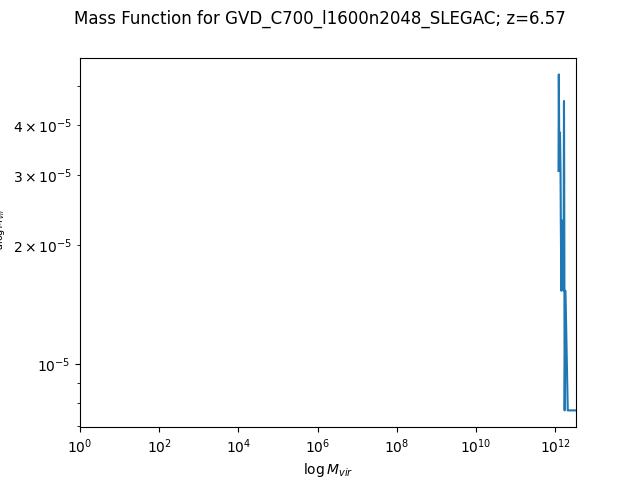 Mass Function for GVD_C700_l1600n2048_SLEGAC; z=6.57
4 × 10⁻⁵
3 × 10⁻⁵
2 × 10⁻⁵
10⁻⁵
10⁰ 10² 10⁴ 10⁶ 10⁸ 10¹⁰ 10¹²
log M_vir